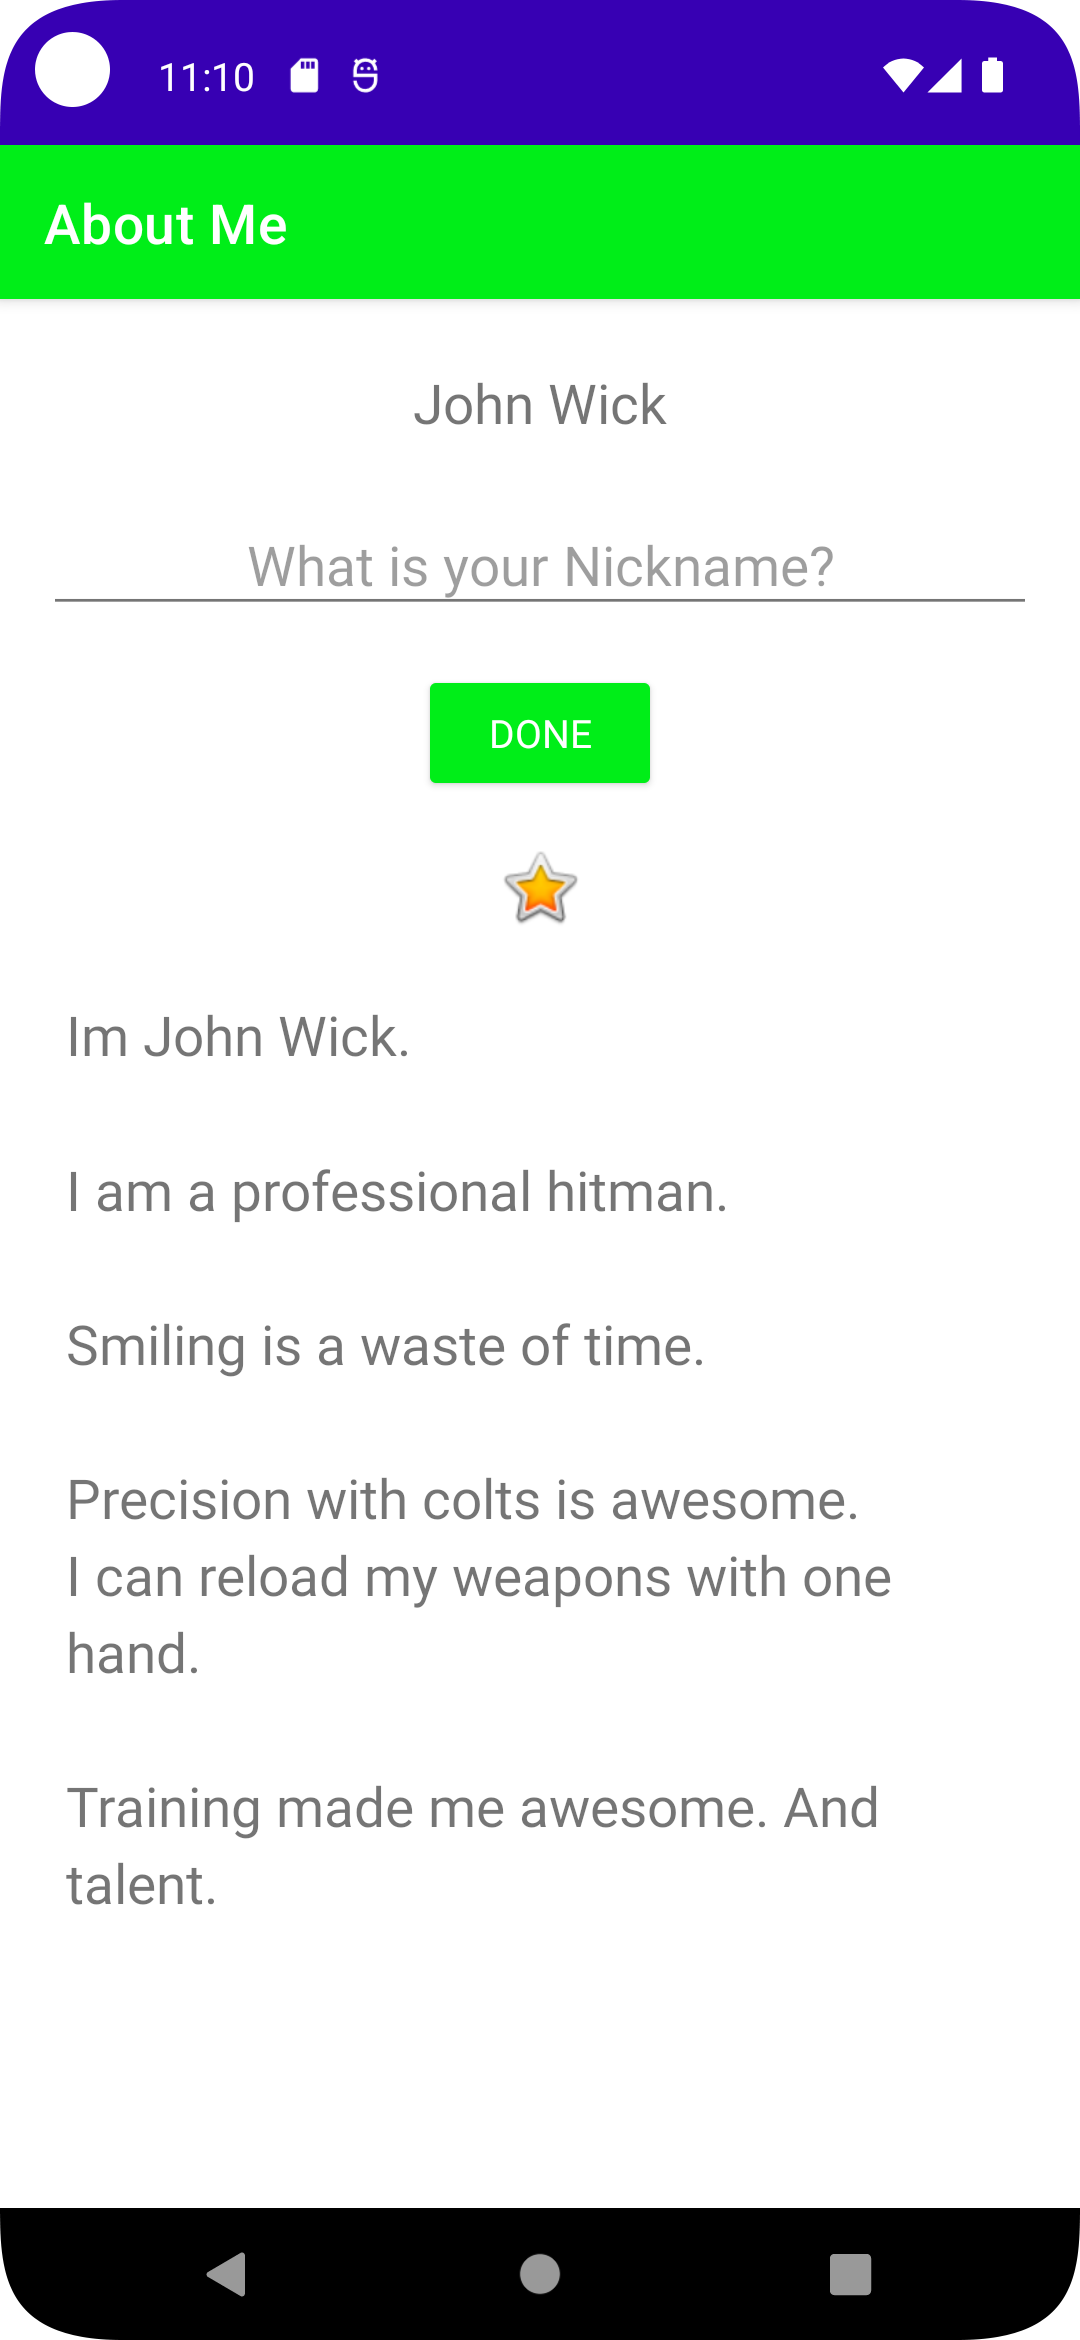 11:10
About Me
John Wick
What is your Nickname?
DONE
Im John Wick.
I am a professional hitman.
Smiling is a waste of time.
Precision with colts is awesome.
I can reload my weapons with one
hand.
Training made me awesome. And
talent.